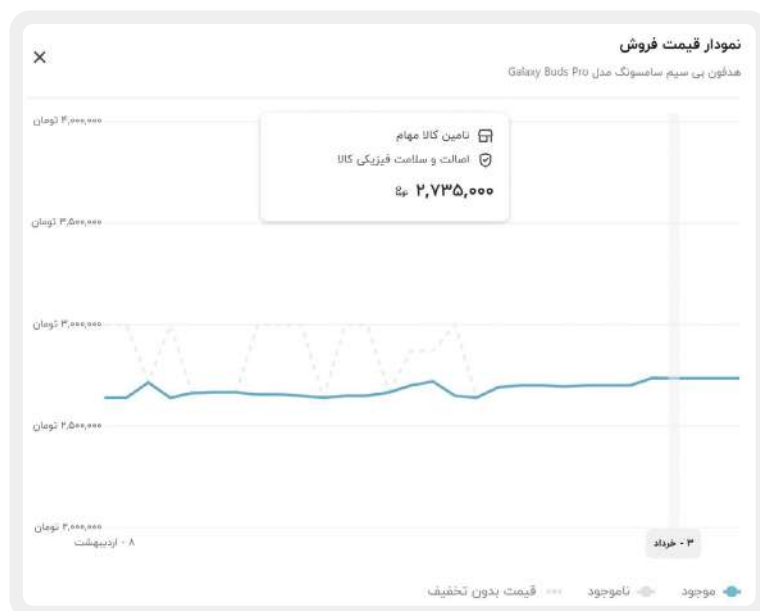 نمودار قیمت فروش
هدفون بی سیم سامسونگ مدل Galaxy Buds Pro
تامین کالا مهام
اصالت و سلامت فیزیکی کالا
۲,۷۳۵,۰۰۰ تومان
۴,۰۰۰,۰۰۰ تومان
۳,۵۰۰,۰۰۰ تومان
۳,۰۰۰,۰۰۰ تومان
۲,۵۰۰,۰۰۰ تومان
۲,۰۰۰,۰۰۰ تومان
۸ - اردیبهشت
۳ - خرداد
موجود
ناموجود
قیمت بدون تخفیف